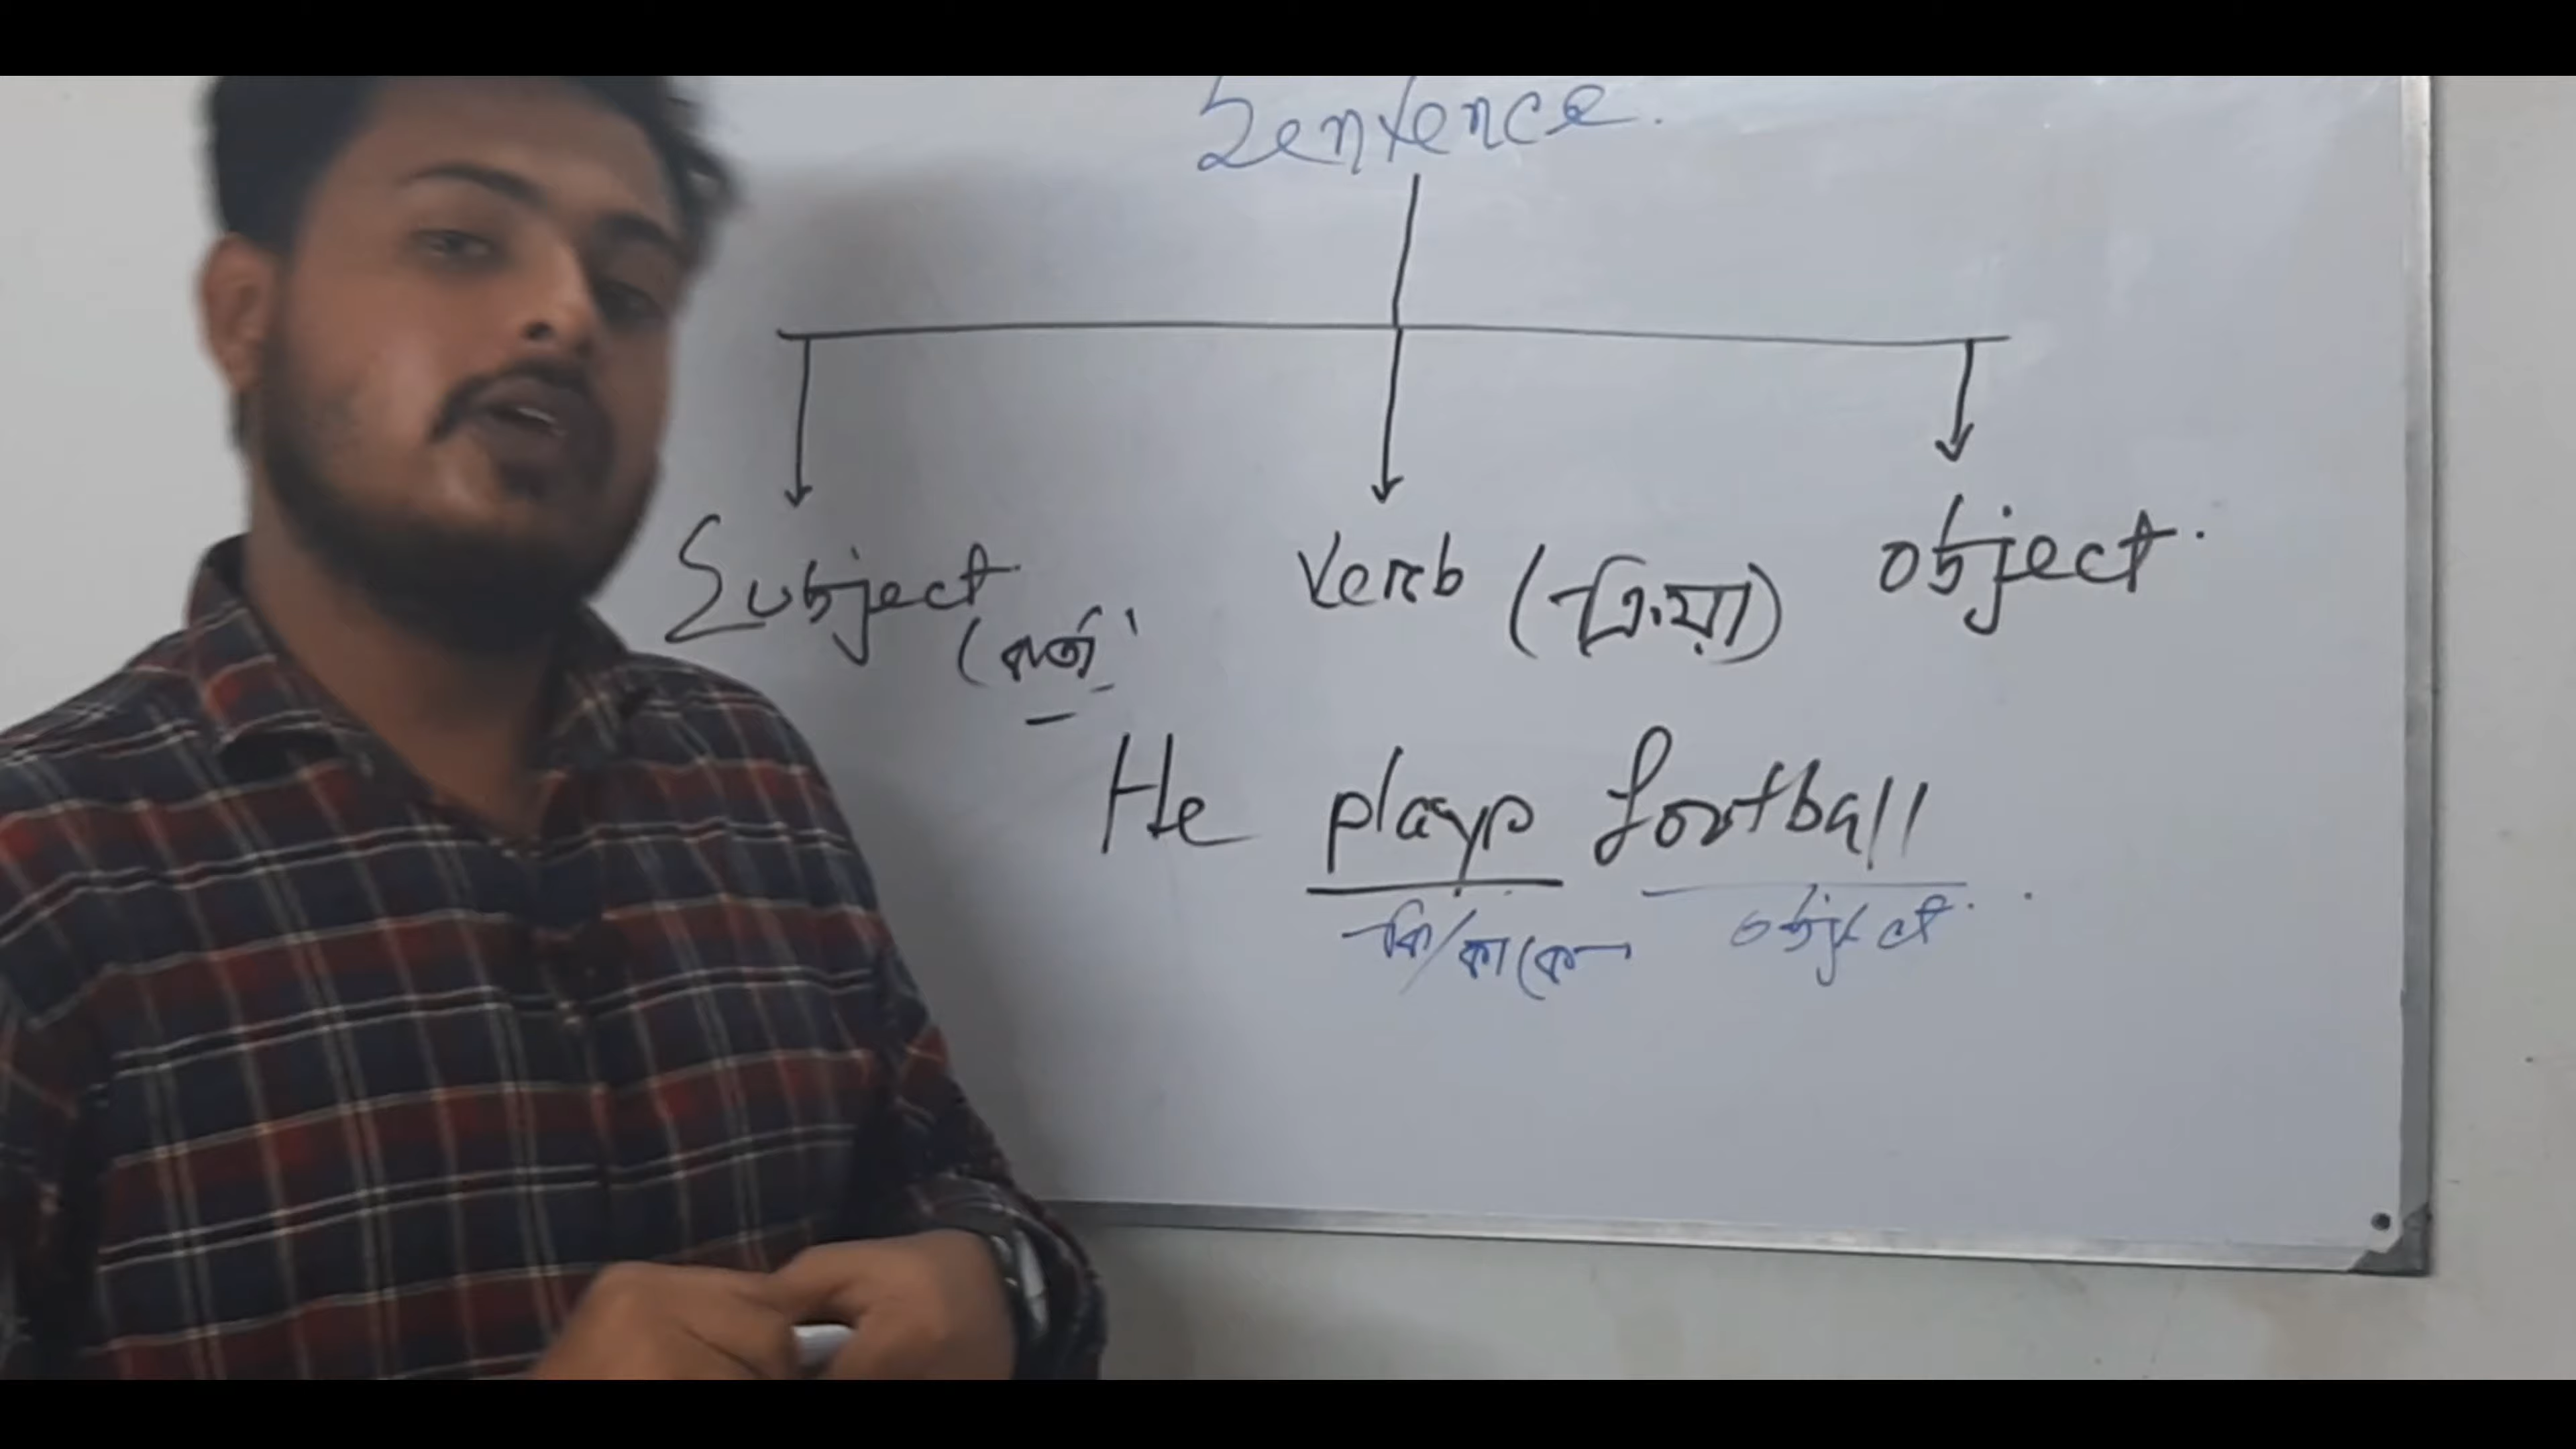 Sentence.
Subject. Verb (ক্রিয়া) object.
(কর্তা
He plays football
কি/কাকে object.